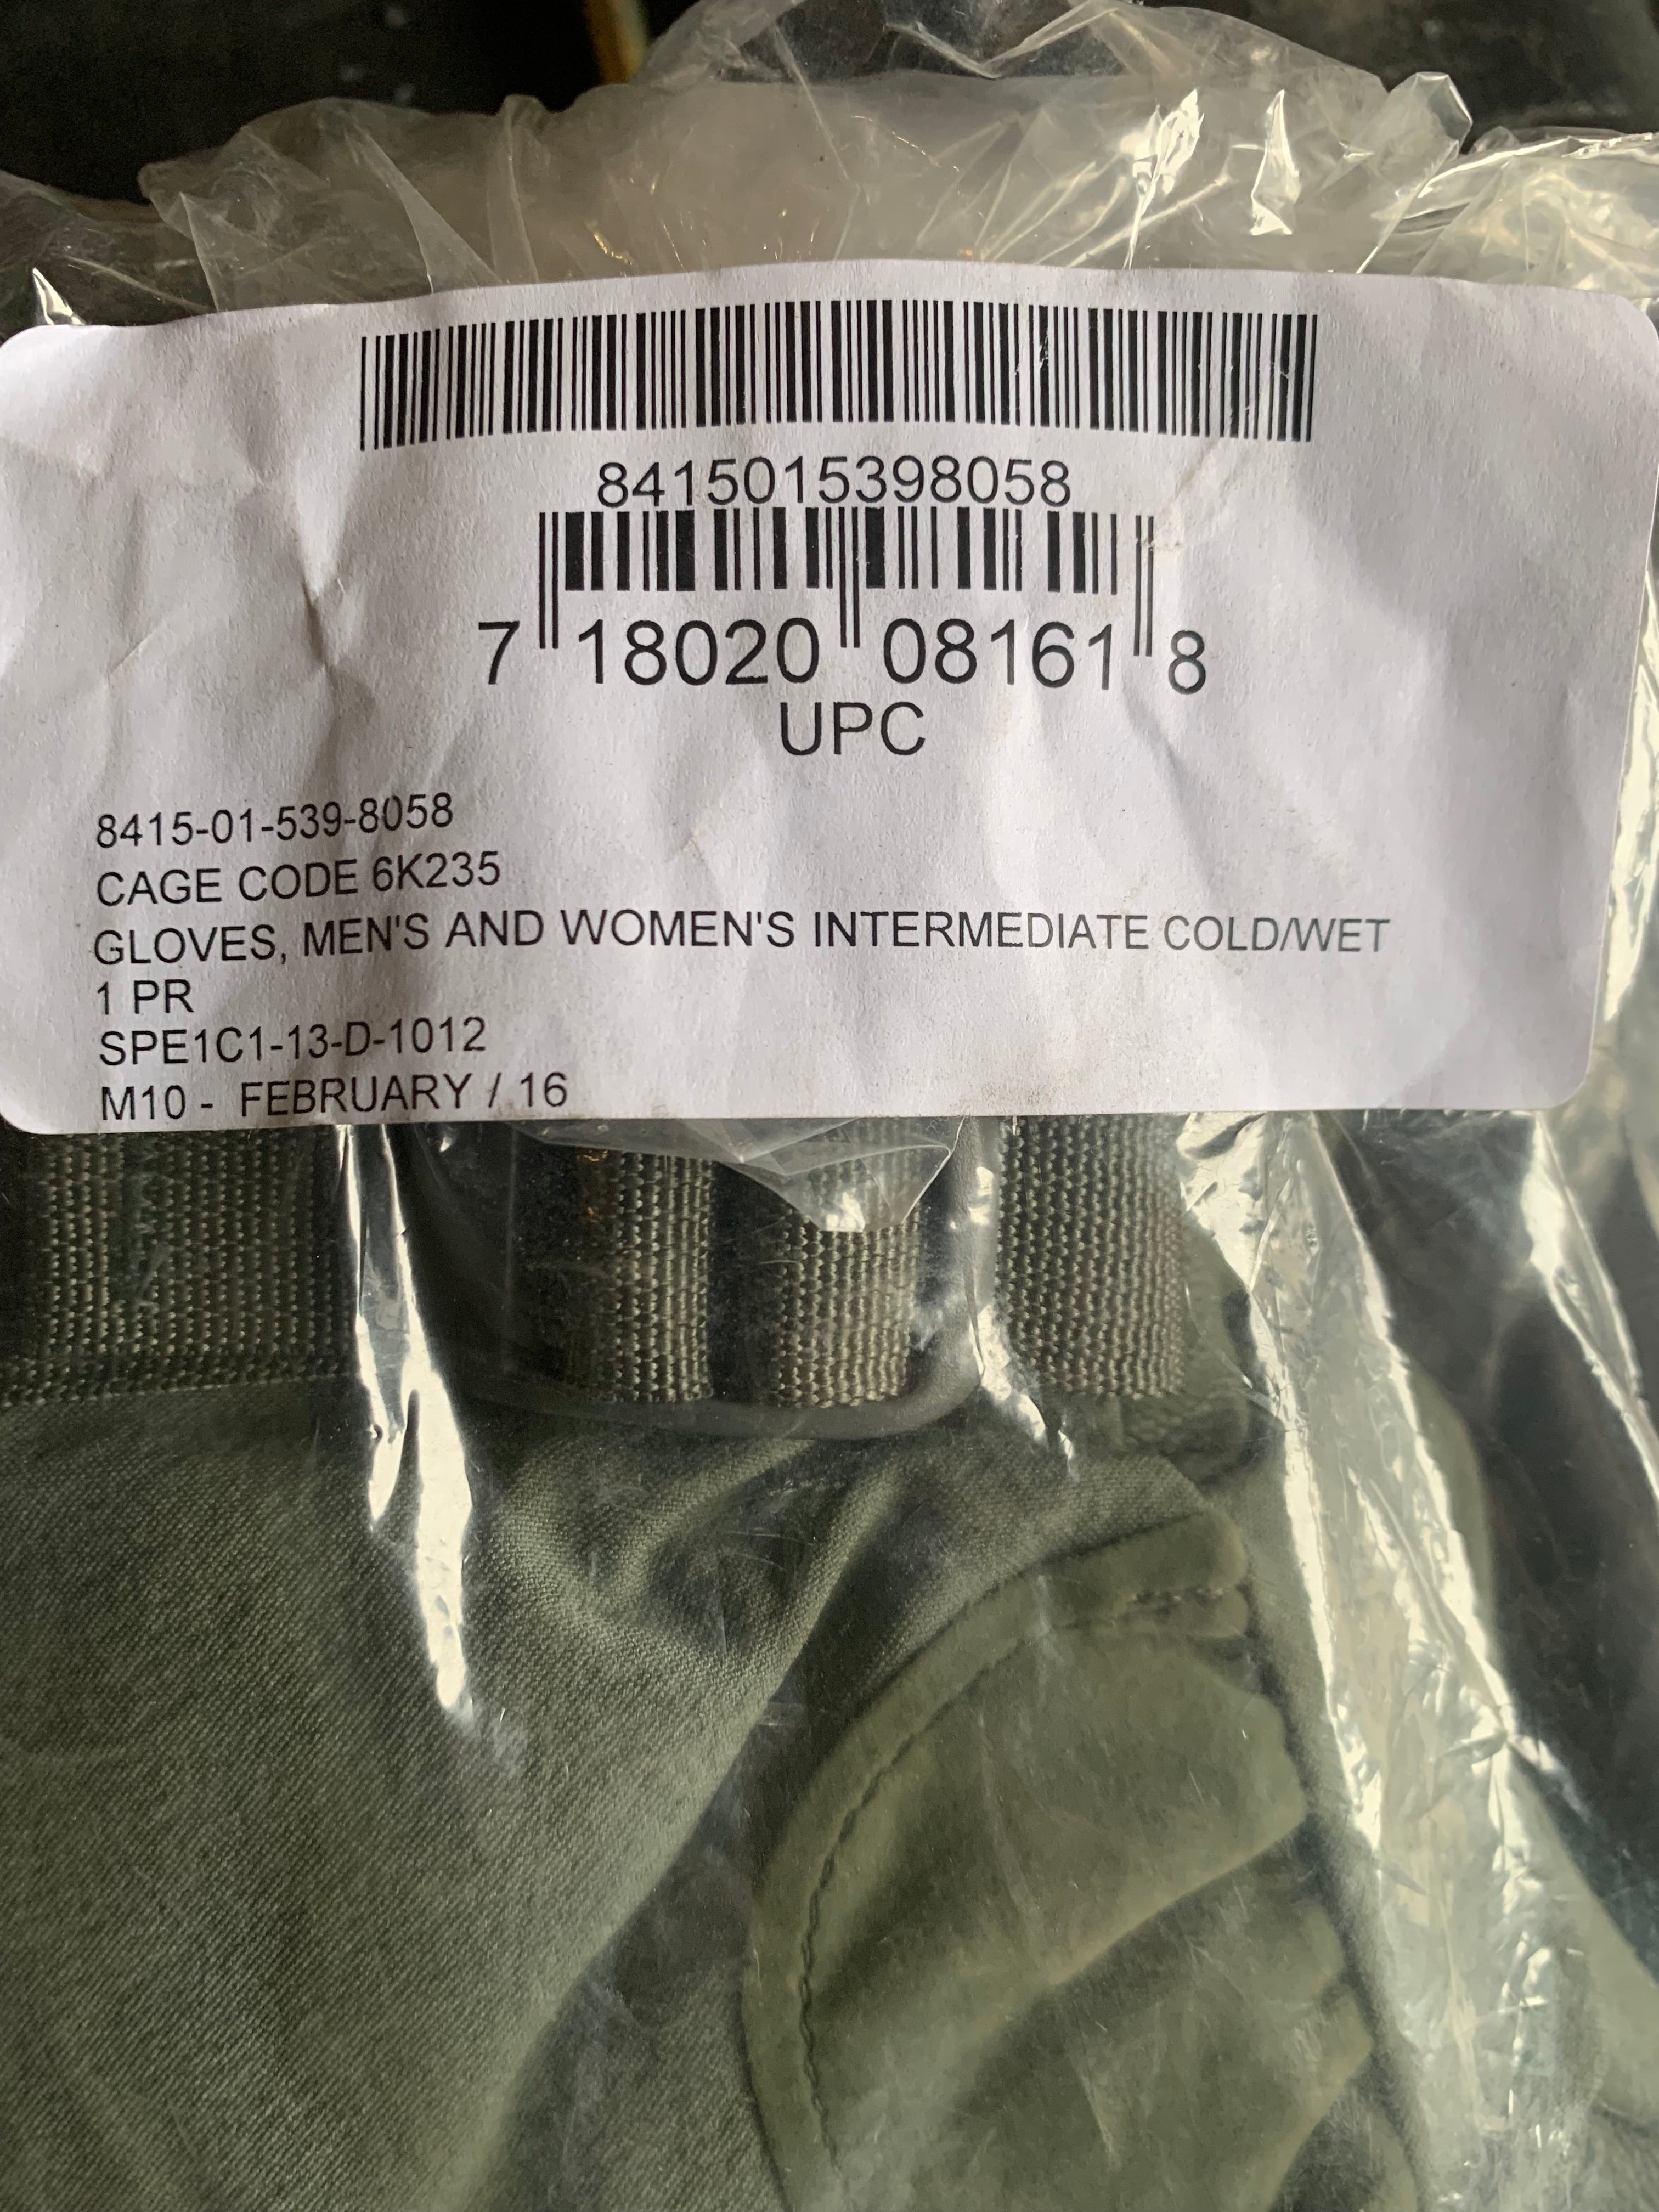 8415015398058
7 18020 08161 8
UPC
8415-01-539-8058
CAGE CODE 6K235
GLOVES, MEN'S AND WOMEN'S INTERMEDIATE COLD/WET
1 PR
SPE1C1-13-D-1012
M10 - FEBRUARY / 16